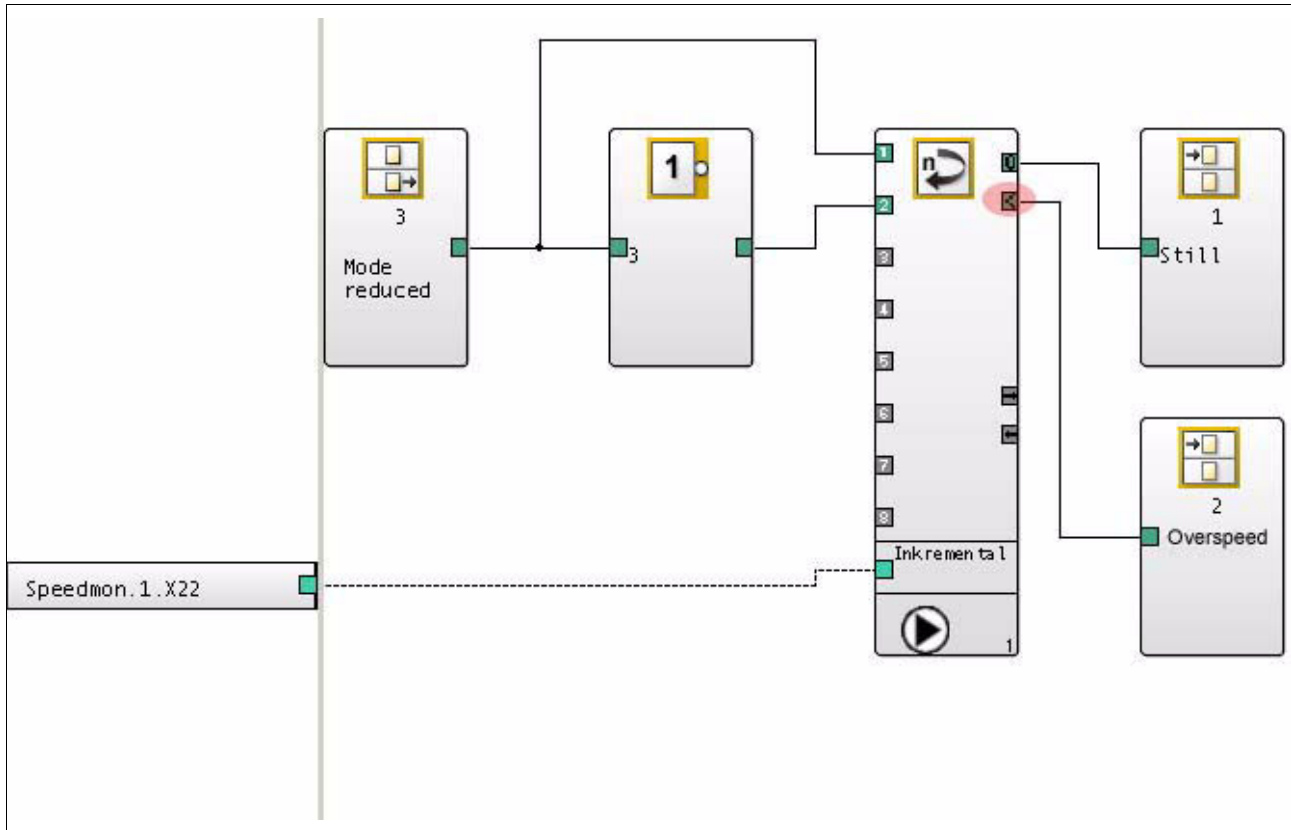 3
Mode
reduced
1
3
1
2
3
4
5
6
7
8
n
0
<
Inkremental
1
1
Still
2
Overspeed
Speedmon.1.X22